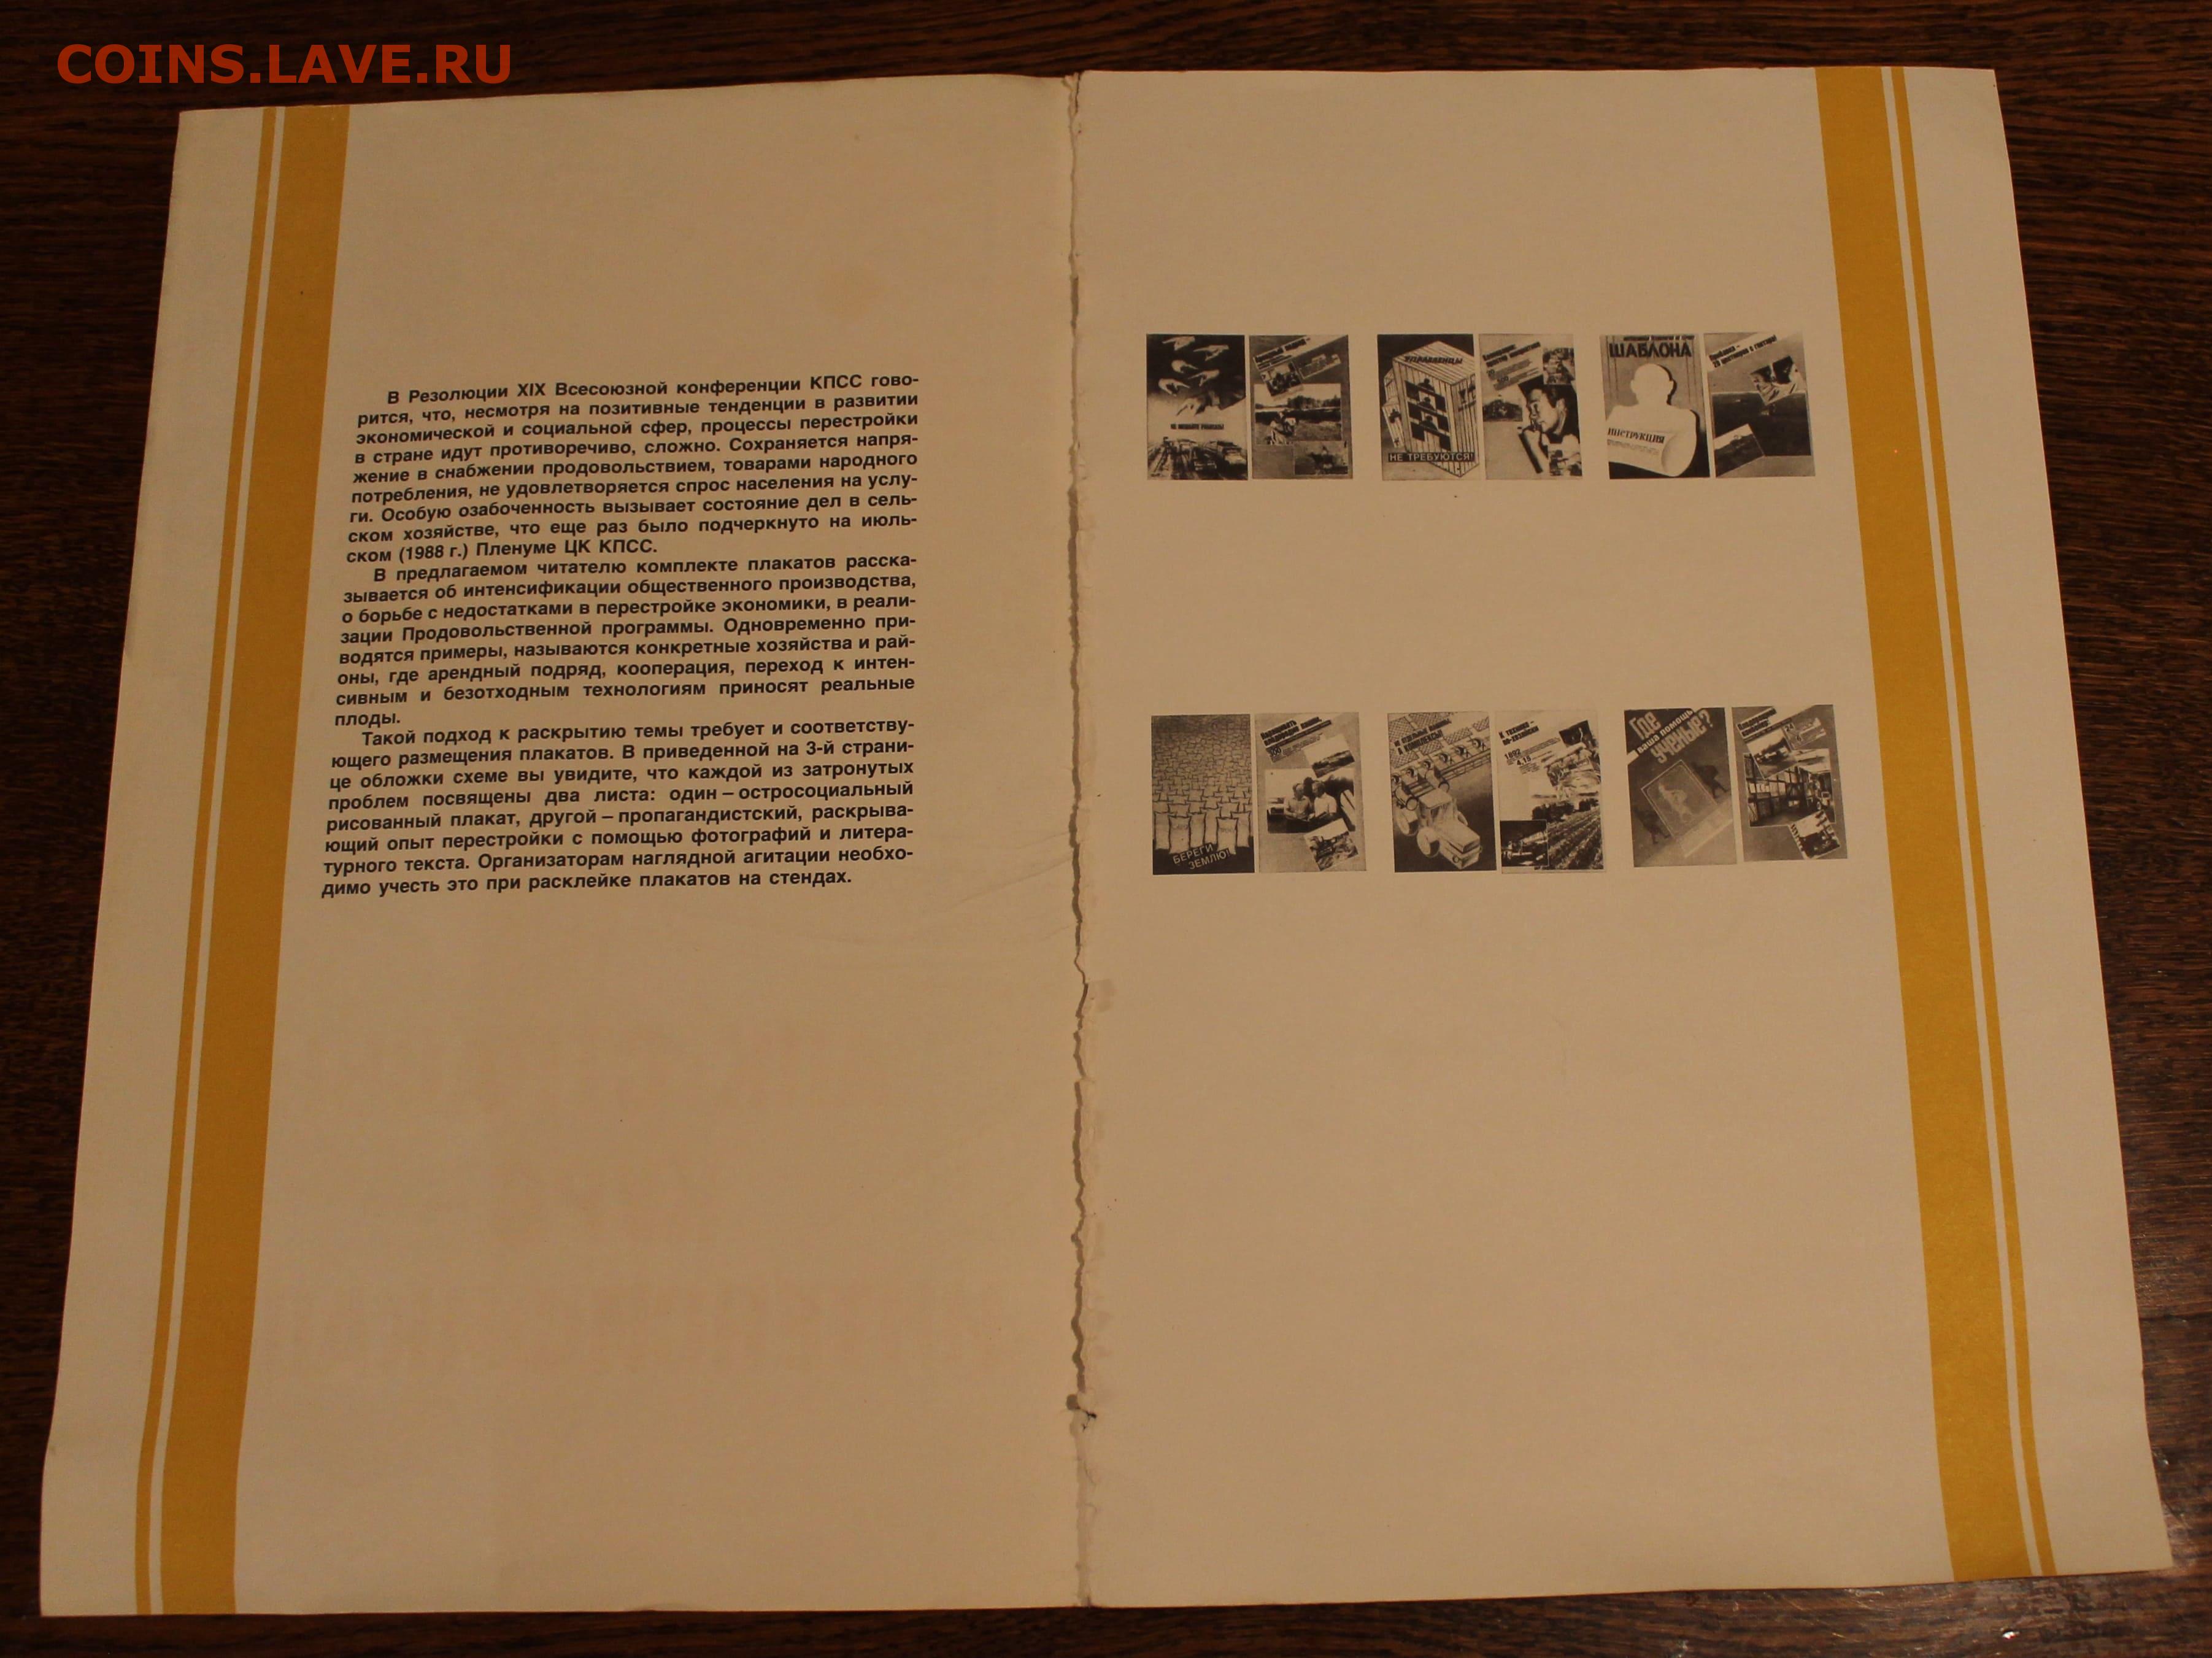 COINS.LAVE.RU
В Резолюции XIX Всесоюзной конференции КПСС гово-
рится, что, несмотря на позитивные тенденции в развитии
экономической и социальной сфер, процессы перестройки
в стране идут противоречиво, сложно. Сохраняется напря-
жение в снабжении продовольствием, товарами народного
потребления, не удовлетворяется спрос населения на услу-
ги. Особую озабоченность вызывает состояние дел в сель-
ском хозяйстве, что еще раз было подчеркнуто на июль-
ском (1988 г.) Пленуме ЦК КПСС.
В предлагаемом читателю комплекте плакатов расска-
зывается об интенсификации общественного производства,
о борьбе с недостатками в перестройке экономики, в реали-
зации Продовольственной программы. Одновременно при-
водятся примеры, называются конкретные хозяйства и рай-
оны, где арендный подряд, кооперация, переход к интен-
сивным и безотходным технологиям приносят реальные
плоды.
Такой подход к раскрытию темы требует и соответству-
ющего размещения плакатов. В приведенной на 3-й страни-
це обложки схеме вы увидите, что каждой из затронутых
проблем посвящены два листа: один – остросоциальный
рисованный плакат, другой – пропагандистский, раскрыва-
ющий опыт перестройки с помощью фотографий и литера-
турного текста. Организаторам наглядной агитации необхо-
димо учесть это при расклейке плакатов на стендах.
УПРАВЛЕНЦЫ
НЕ ТРЕБУЮТСЯ!
ШАБЛОНА
ИНСТРУКЦИЯ
БЕРЕГИ
ЗЕМЛЮ!
А КОМПЛЕКСЫ!
Где
ваша помощь,
ученые?